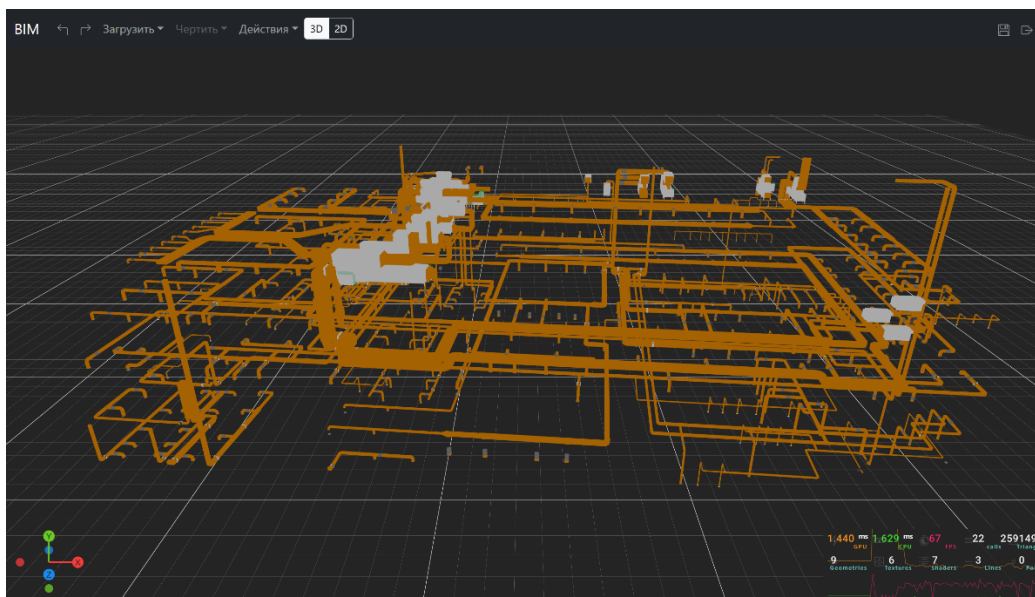 BIM Загрузить Чертить Действия 3D 2D
1.440 ms GPU 1.629 ms CPU 67 FPS 22 calls 259149 Triang
9 Geometries 6 Textures 7 Shaders 3 Lines 0
Y
X
Z